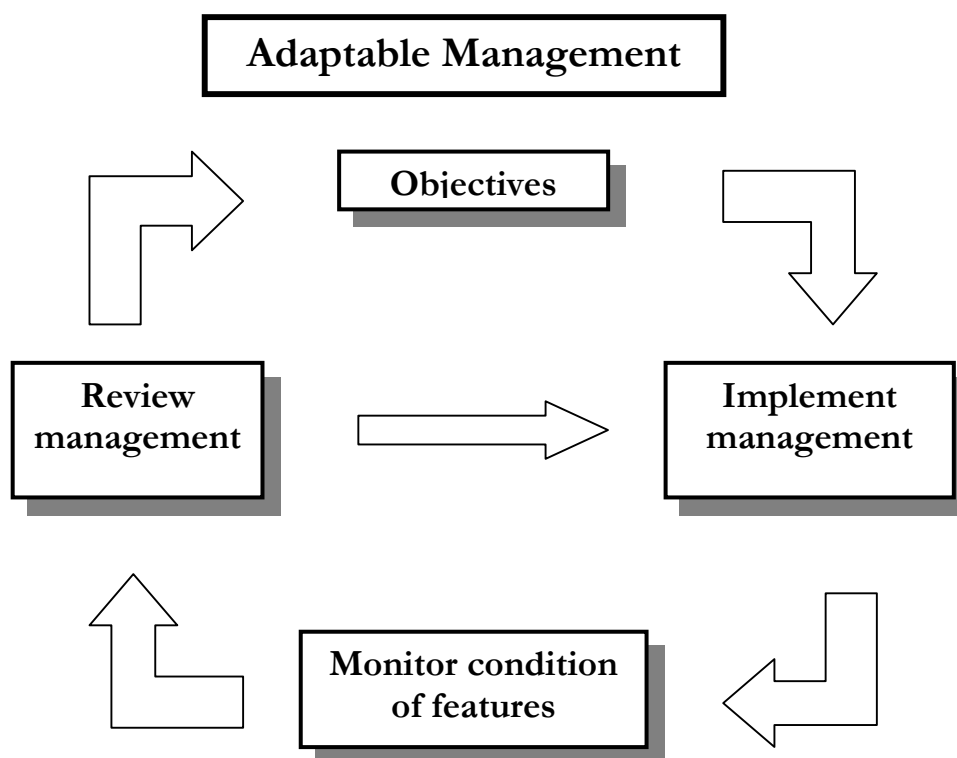 Adaptable Management
Objectives
Review
management
Implement
management
Monitor condition
of features